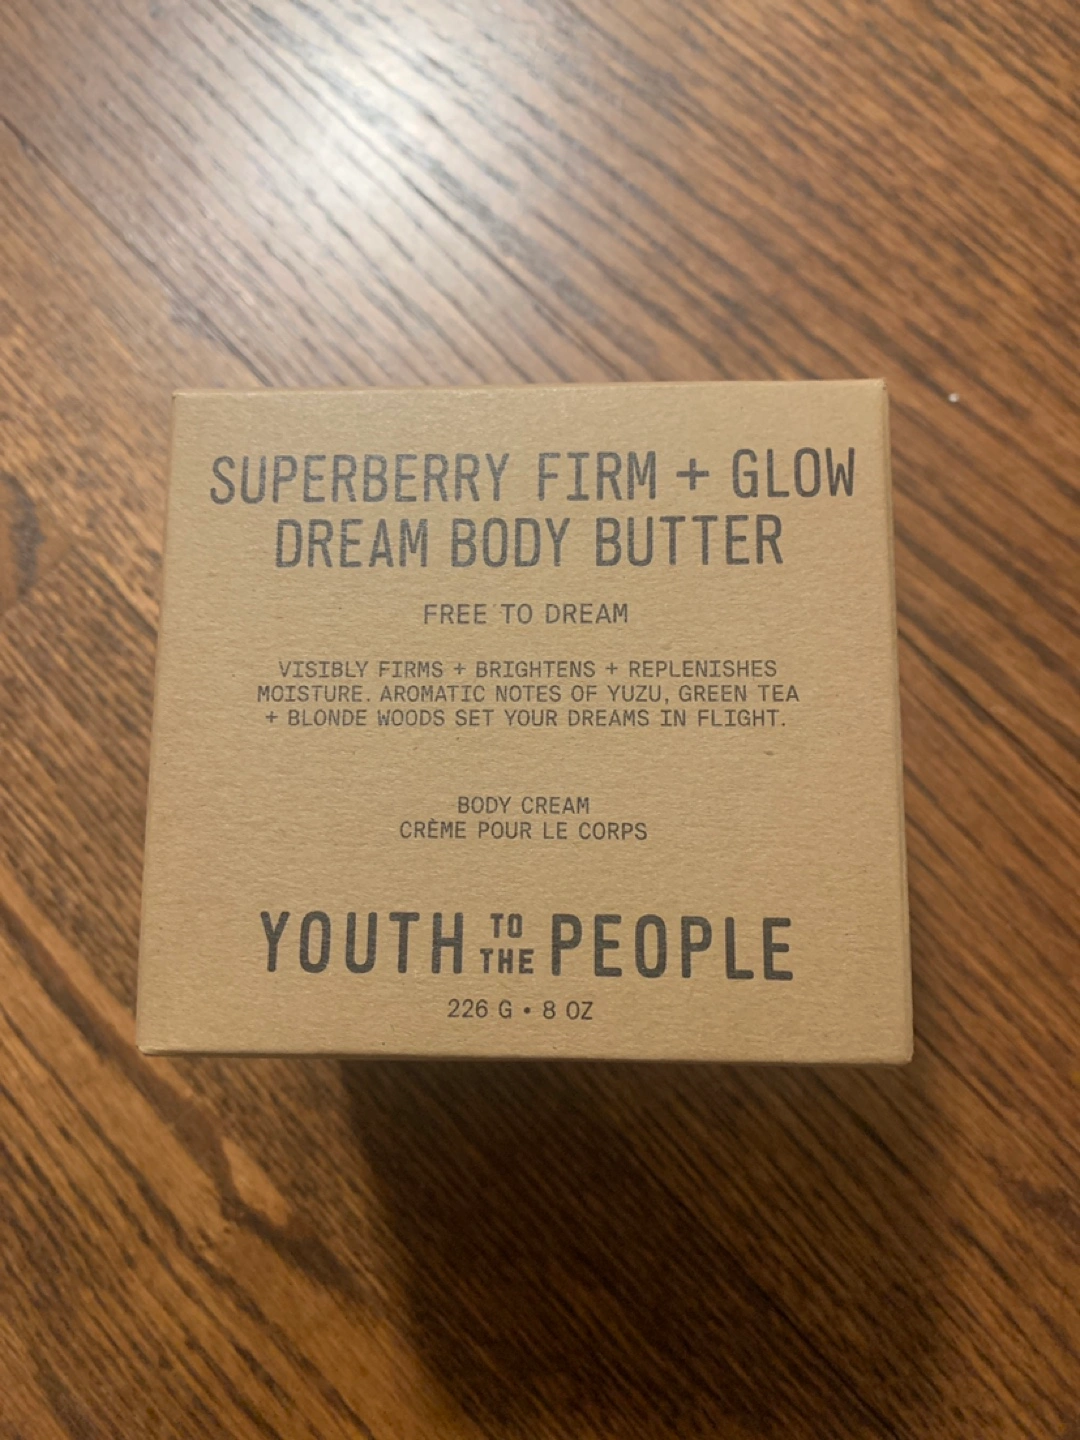 SUPERBERRY FIRM + GLOW
DREAM BODY BUTTER
FREE TO DREAM
VISIBLY FIRMS + BRIGHTENS + REPLENISHES
MOISTURE. AROMATIC NOTES OF YUZU, GREEN TEA
+ BLONDE WOODS SET YOUR DREAMS IN FLIGHT.
BODY CREAM
CRÈME POUR LE CORPS
YOUTH TO THE PEOPLE
226 G • 8 OZ